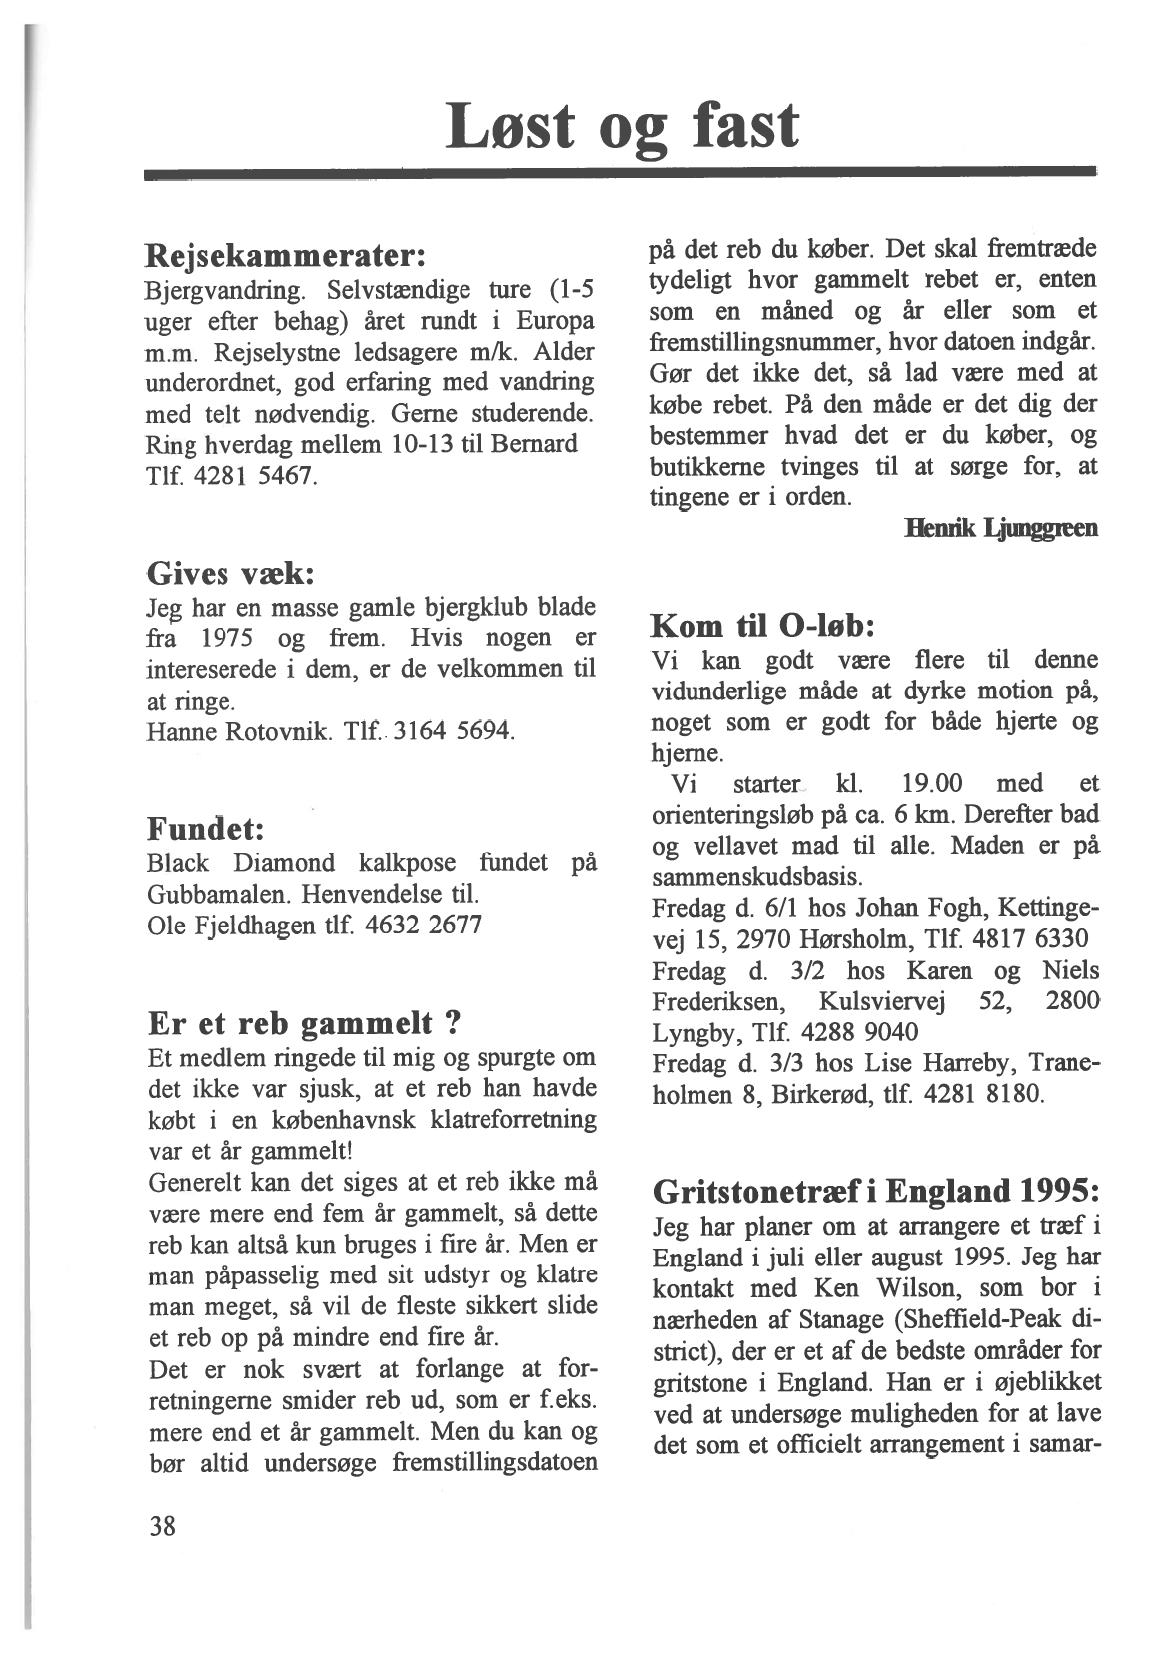 Løst og fast
Rejsekammerater:
Bjergvandring. Selvstændige ture (1-5
uger efter behag) året rundt i Europa
m.m. Rejselystne ledsagere m/k. Alder
underordnet, god erfaring med vandring
med telt nødvendig. Gerne studerende.
Ring hverdag mellem 10-13 til Bernard
Tlf. 4281 5467.
Gives væk:
Jeg har en masse gamle bjergklub blade
fra 1975 og frem. Hvis nogen er
intereserede i dem, er de velkommen til
at ringe.
Hanne Rotovnik. Tlf. 3164 5694.
Fundet:
Black Diamond kalkpose fundet på
Gubbamalen. Henvendelse til.
Ole Fjeldhagen tlf. 4632 2677
Er et reb gammelt ?
Et medlem ringede til mig og spurgte om
det ikke var sjusk, at et reb han havde
købt i en københavnsk klatreforretning
var et år gammelt!
Generelt kan det siges at et reb ikke må
være mere end fem år gammelt, så dette
reb kan altså kun bruges i fire år. Men er
man påpasselig med sit udstyr og klatre
man meget, så vil de fleste sikkert slide
et reb op på mindre end fire år.
Det er nok svært at forlange at for-
retningerne smider reb ud, som er f.eks.
mere end et år gammelt. Men du kan og
bør altid undersøge fremstillingsdatoen
på det reb du køber. Det skal fremtræde
tydeligt hvor gammelt rebet er, enten
som en måned og år eller som et
fremstillingsnummer, hvor datoen indgår.
Gør det ikke det, så lad være med at
købe rebet. På den måde er det dig der
bestemmer hvad det er du køber, og
butikkerne tvinges til at sørge for, at
tingene er i orden.
Henrik Ljunggreen
Kom til O-løb:
Vi kan godt være flere til denne
vidunderlige måde at dyrke motion på,
noget som er godt for både hjerte og
hjerne.
Vi starter kl. 19.00 med et
orienteringsløb på ca. 6 km. Derefter bad
og vellavet mad til alle. Maden er på
sammenskudsbasis.
Fredag d. 6/1 hos Johan Fogh, Kettinge-
vej 15, 2970 Hørsholm, Tlf. 4817 6330
Fredag d. 3/2 hos Karen og Niels
Frederiksen, Kulsviervej 52, 2800
Lyngby, Tlf. 4288 9040
Fredag d. 3/3 hos Lise Harreby, Trane-
holmen 8, Birkerød, tlf. 4281 8180.
Gritstonetræf i England 1995:
Jeg har planer om at arrangere et træf i
England i juli eller august 1995. Jeg har
kontakt med Ken Wilson, som bor i
nærheden af Stanage (Sheffield-Peak di-
strict), der er et af de bedste områder for
gritstone i England. Han er i øjeblikket
ved at undersøge muligheden for at lave
det som et officielt arrangement i samar-
38